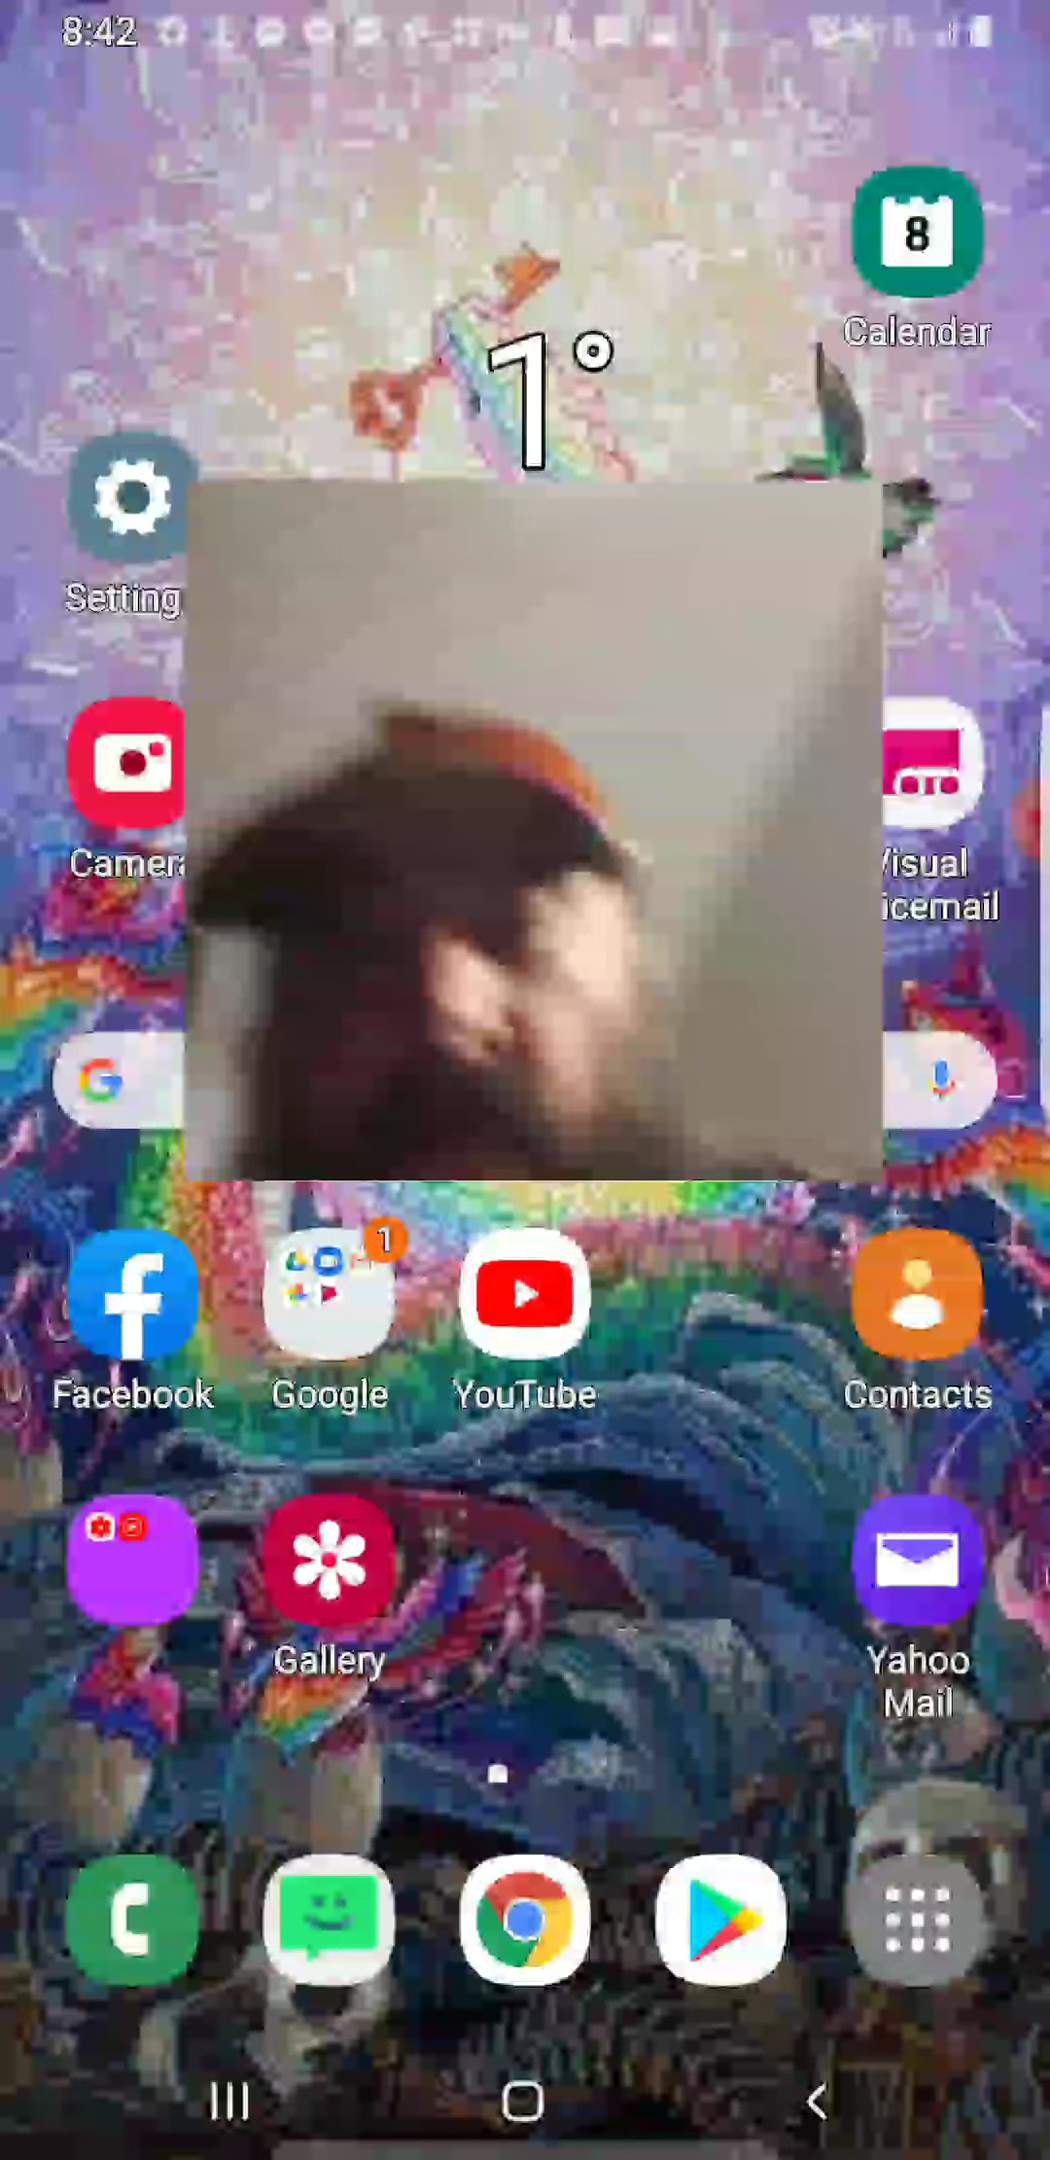 8:42
8
Calendar
1°
Setting
Camera
Visual
icemail
G
1
Facebook
Google
YouTube
Contacts
Gallery
Yahoo
Mail